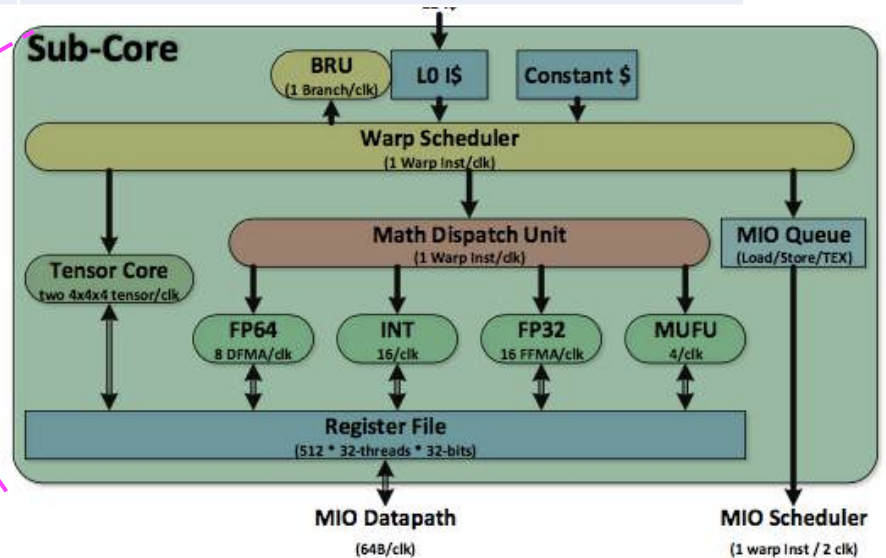 Sub-Core
BRU
(1 Branch/clk)
L0 I$
Constant $
Warp Scheduler
(1 Warp Inst/clk)
Math Dispatch Unit
(1 Warp Inst/clk)
MIO Queue
(Load/Store/TEX)
Tensor Core
two 4x4x4 tensor/clk
FP64
8 DFMA/clk
INT
16/clk
FP32
16 FFMA/clk
MUFU
4/clk
Register File
(512 * 32-threads * 32-bits)
MIO Datapath
(64B/clk)
MIO Scheduler
(1 warp Inst / 2 clk)